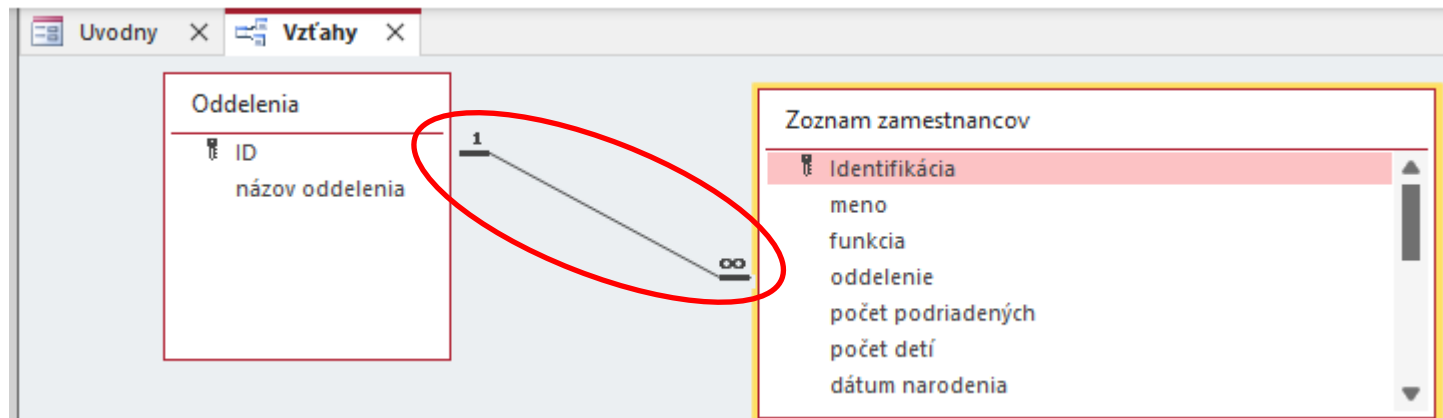 Uvodny
Vzťahy
Oddelenia
ID
názov oddelenia
1
∞
Zoznam zamestnancov
Identifikácia
meno
funkcia
oddelenie
počet podriadených
počet detí
dátum narodenia